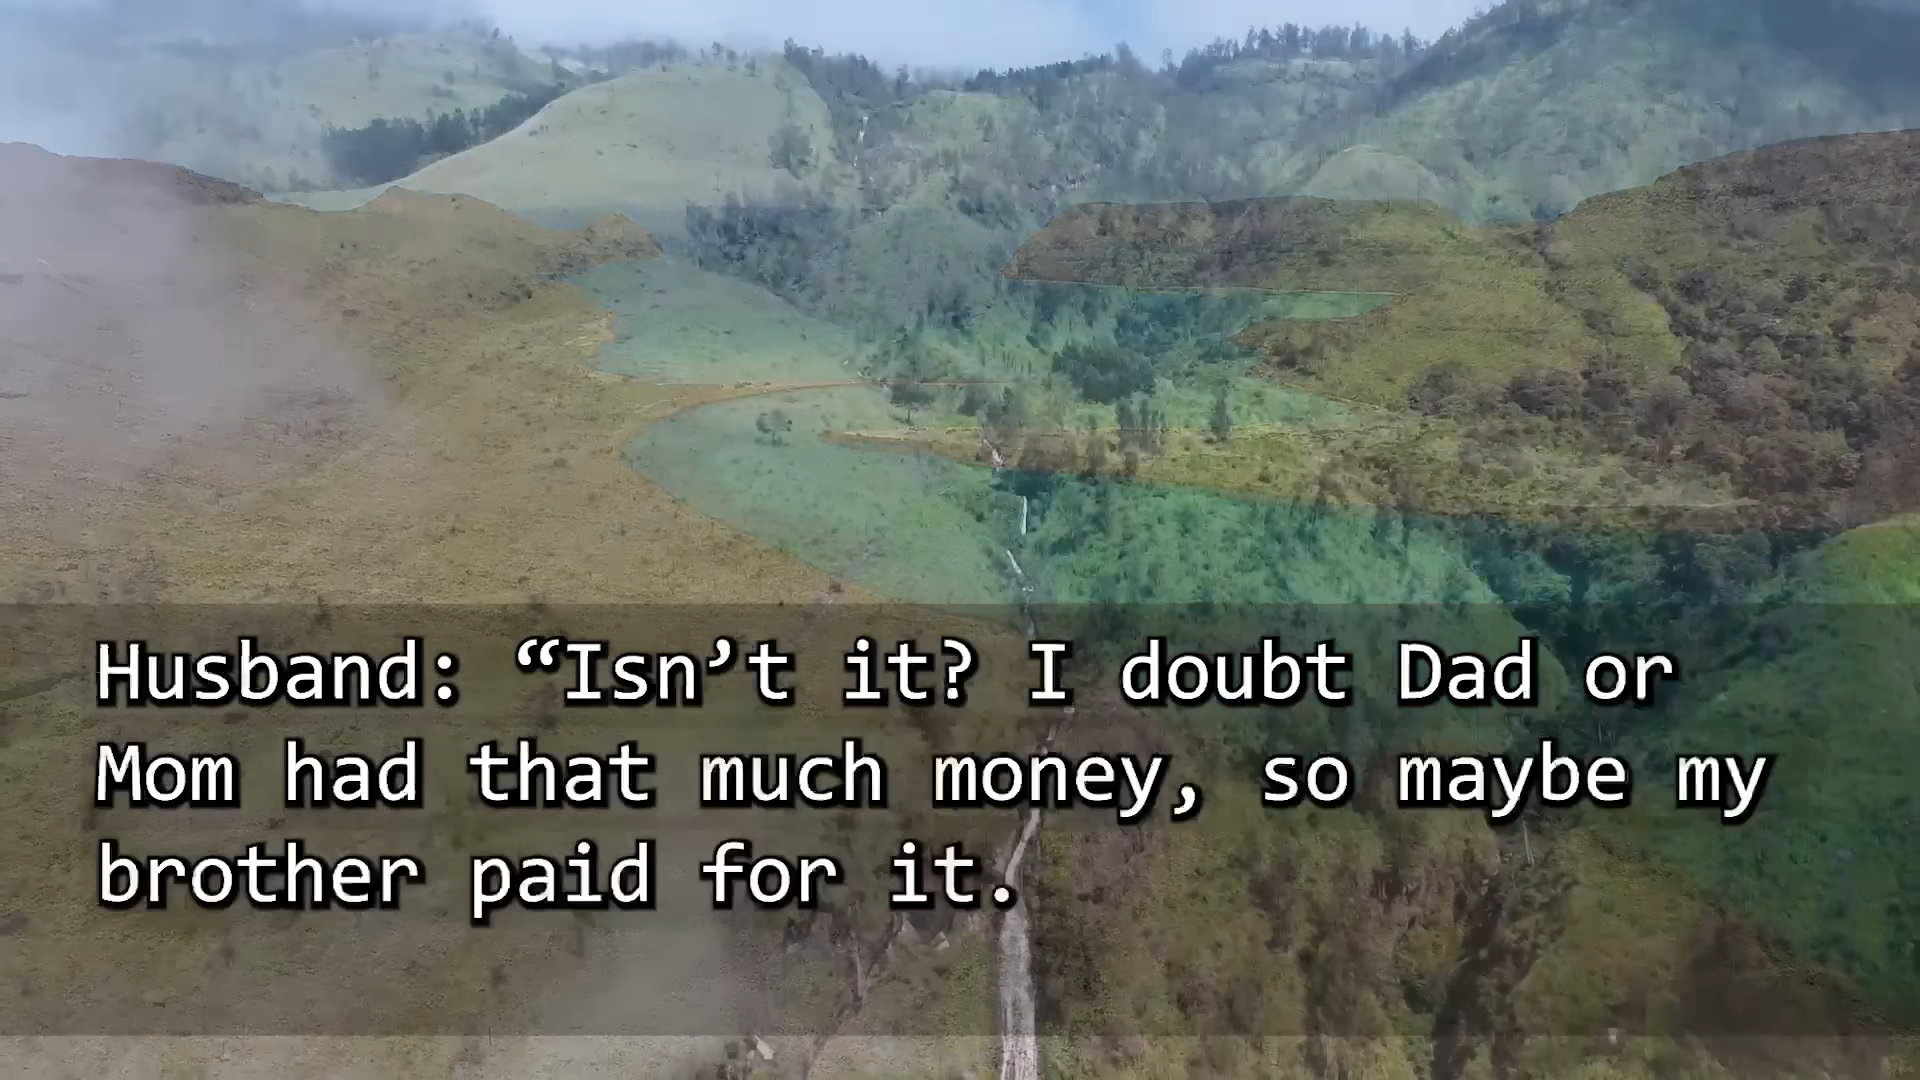 Husband: “Isn’t it? I doubt Dad or
Mom had that much money, so maybe my
brother paid for it.